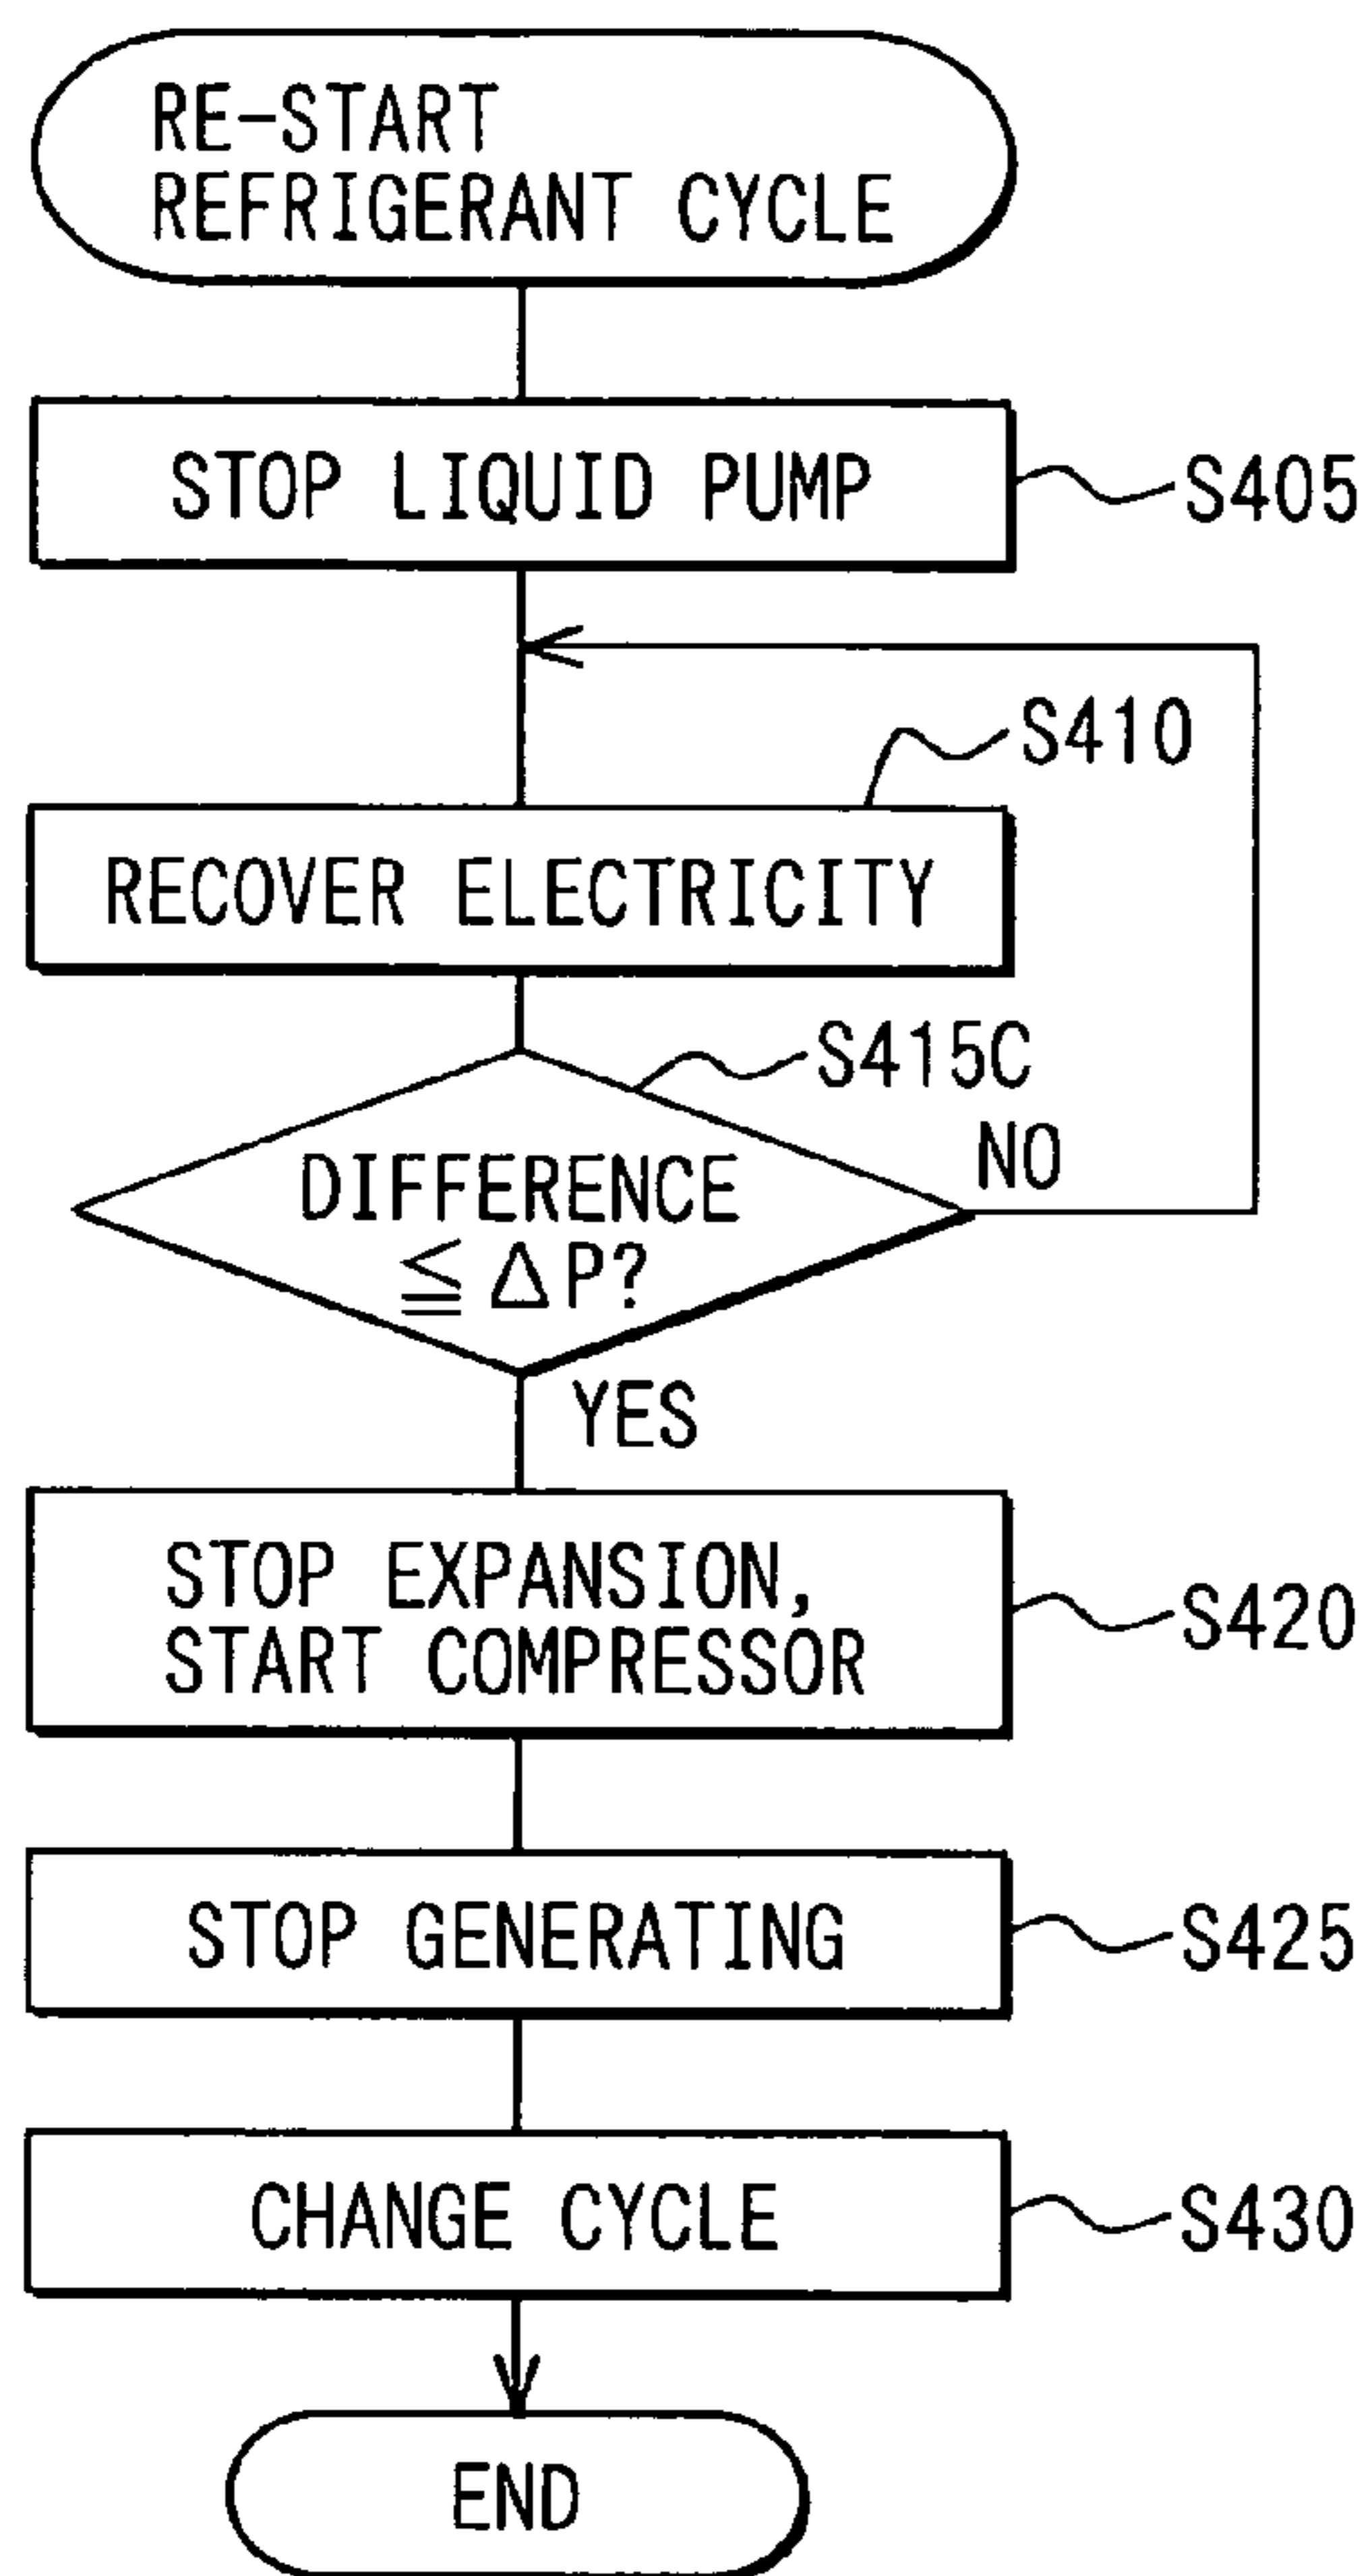 RE-START
REFRIGERANT CYCLE
STOP LIQUID PUMP
S405
S410
RECOVER ELECTRICITY
S415C
NO
DIFFERENCE
≦ ΔP?
YES
STOP EXPANSION,
START COMPRESSOR
S420
STOP GENERATING
S425
CHANGE CYCLE
S430
END